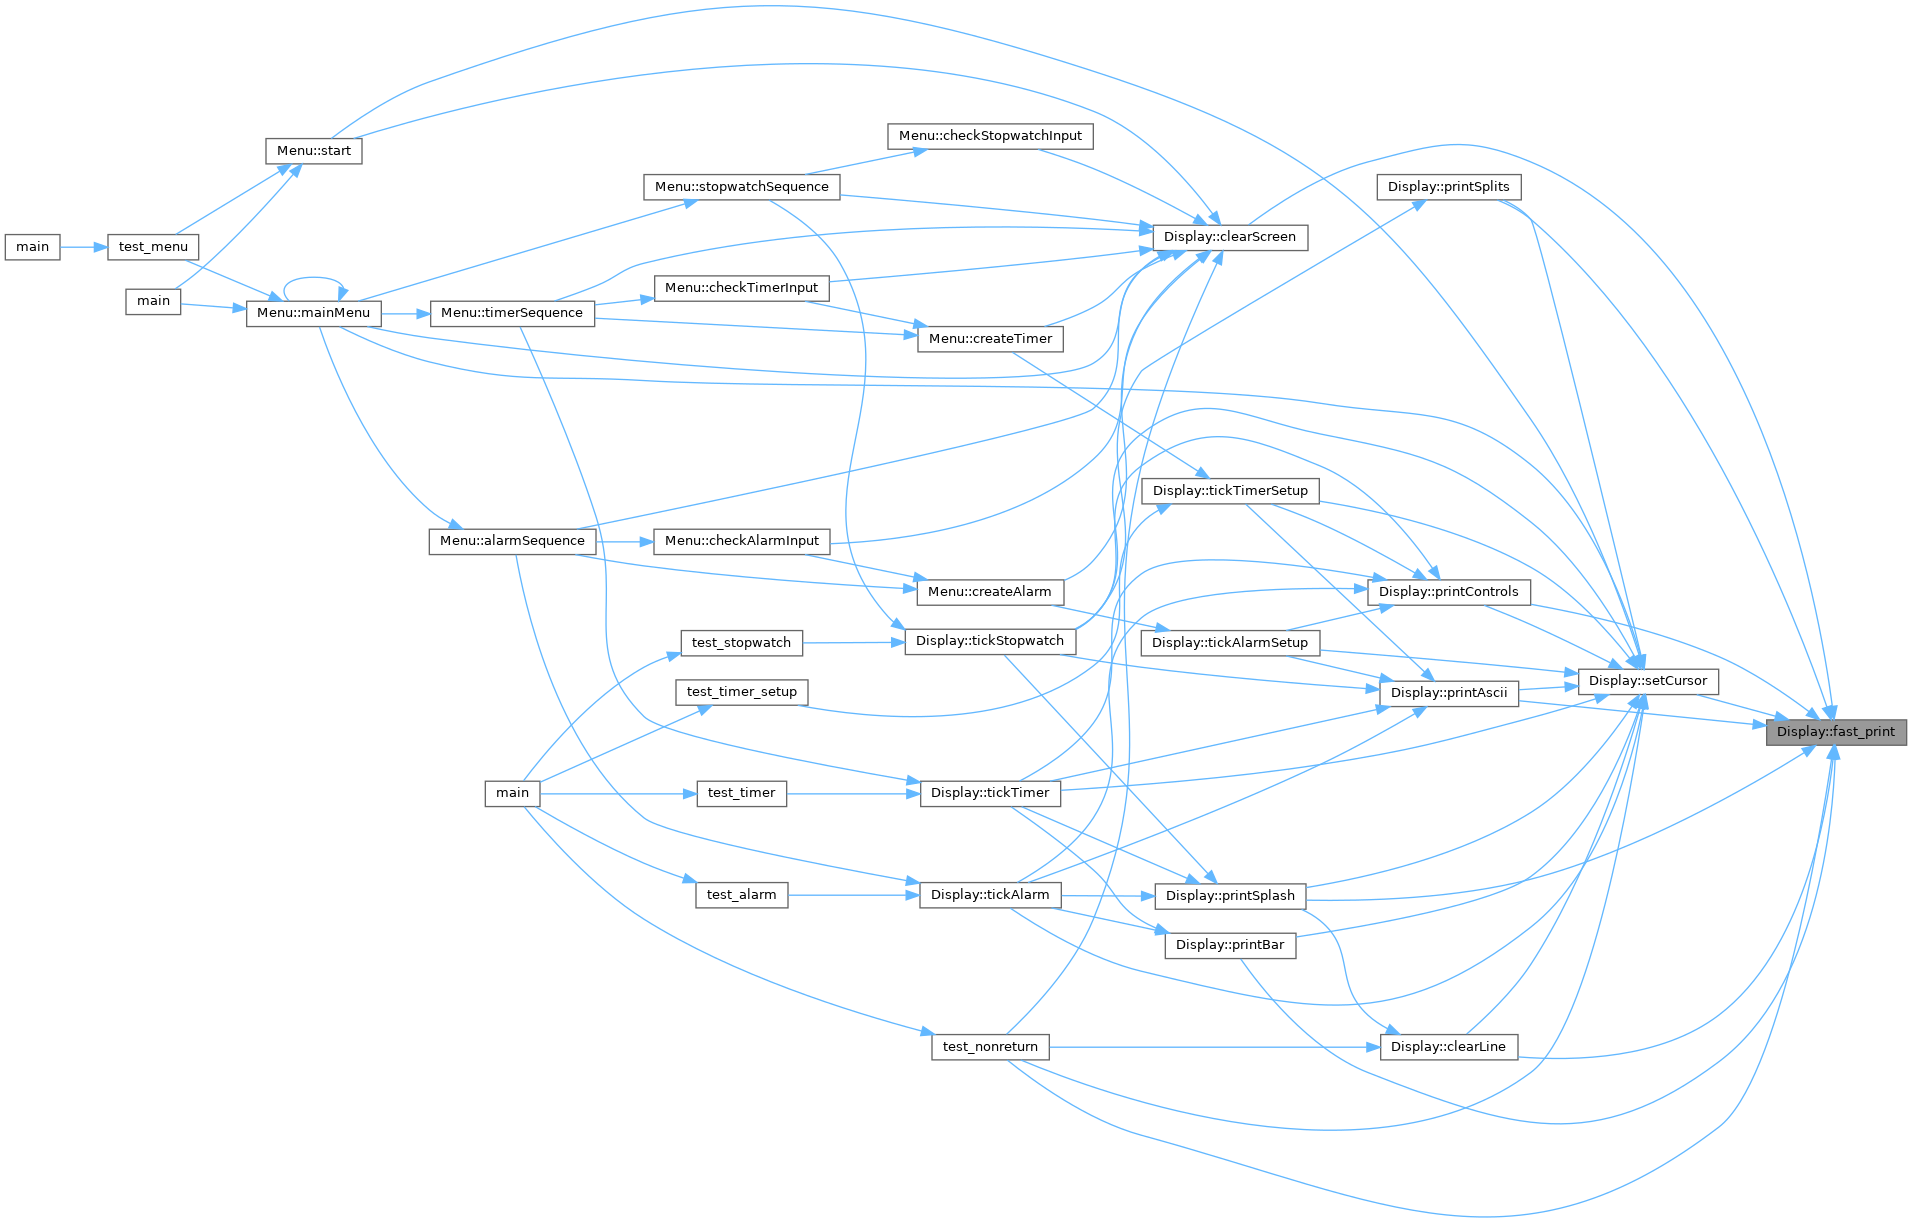 Menu::checkStopwatchInput
Menu::start
Menu::stopwatchSequence
Display::printSplits
Display::clearScreen
main
test_menu
Menu::checkTimerInput
main
Menu::mainMenu
Menu::timerSequence
Menu::createTimer
Display::tickTimerSetup
Menu::alarmSequence
Menu::checkAlarmInput
Menu::createAlarm
Display::printControls
test_stopwatch
Display::tickStopwatch
Display::tickAlarmSetup
Display::setCursor
test_timer_setup
Display::printAscii
Display::fast_print
main
test_timer
Display::tickTimer
test_alarm
Display::tickAlarm
Display::printSplash
Display::printBar
test_nonreturn
Display::clearLine